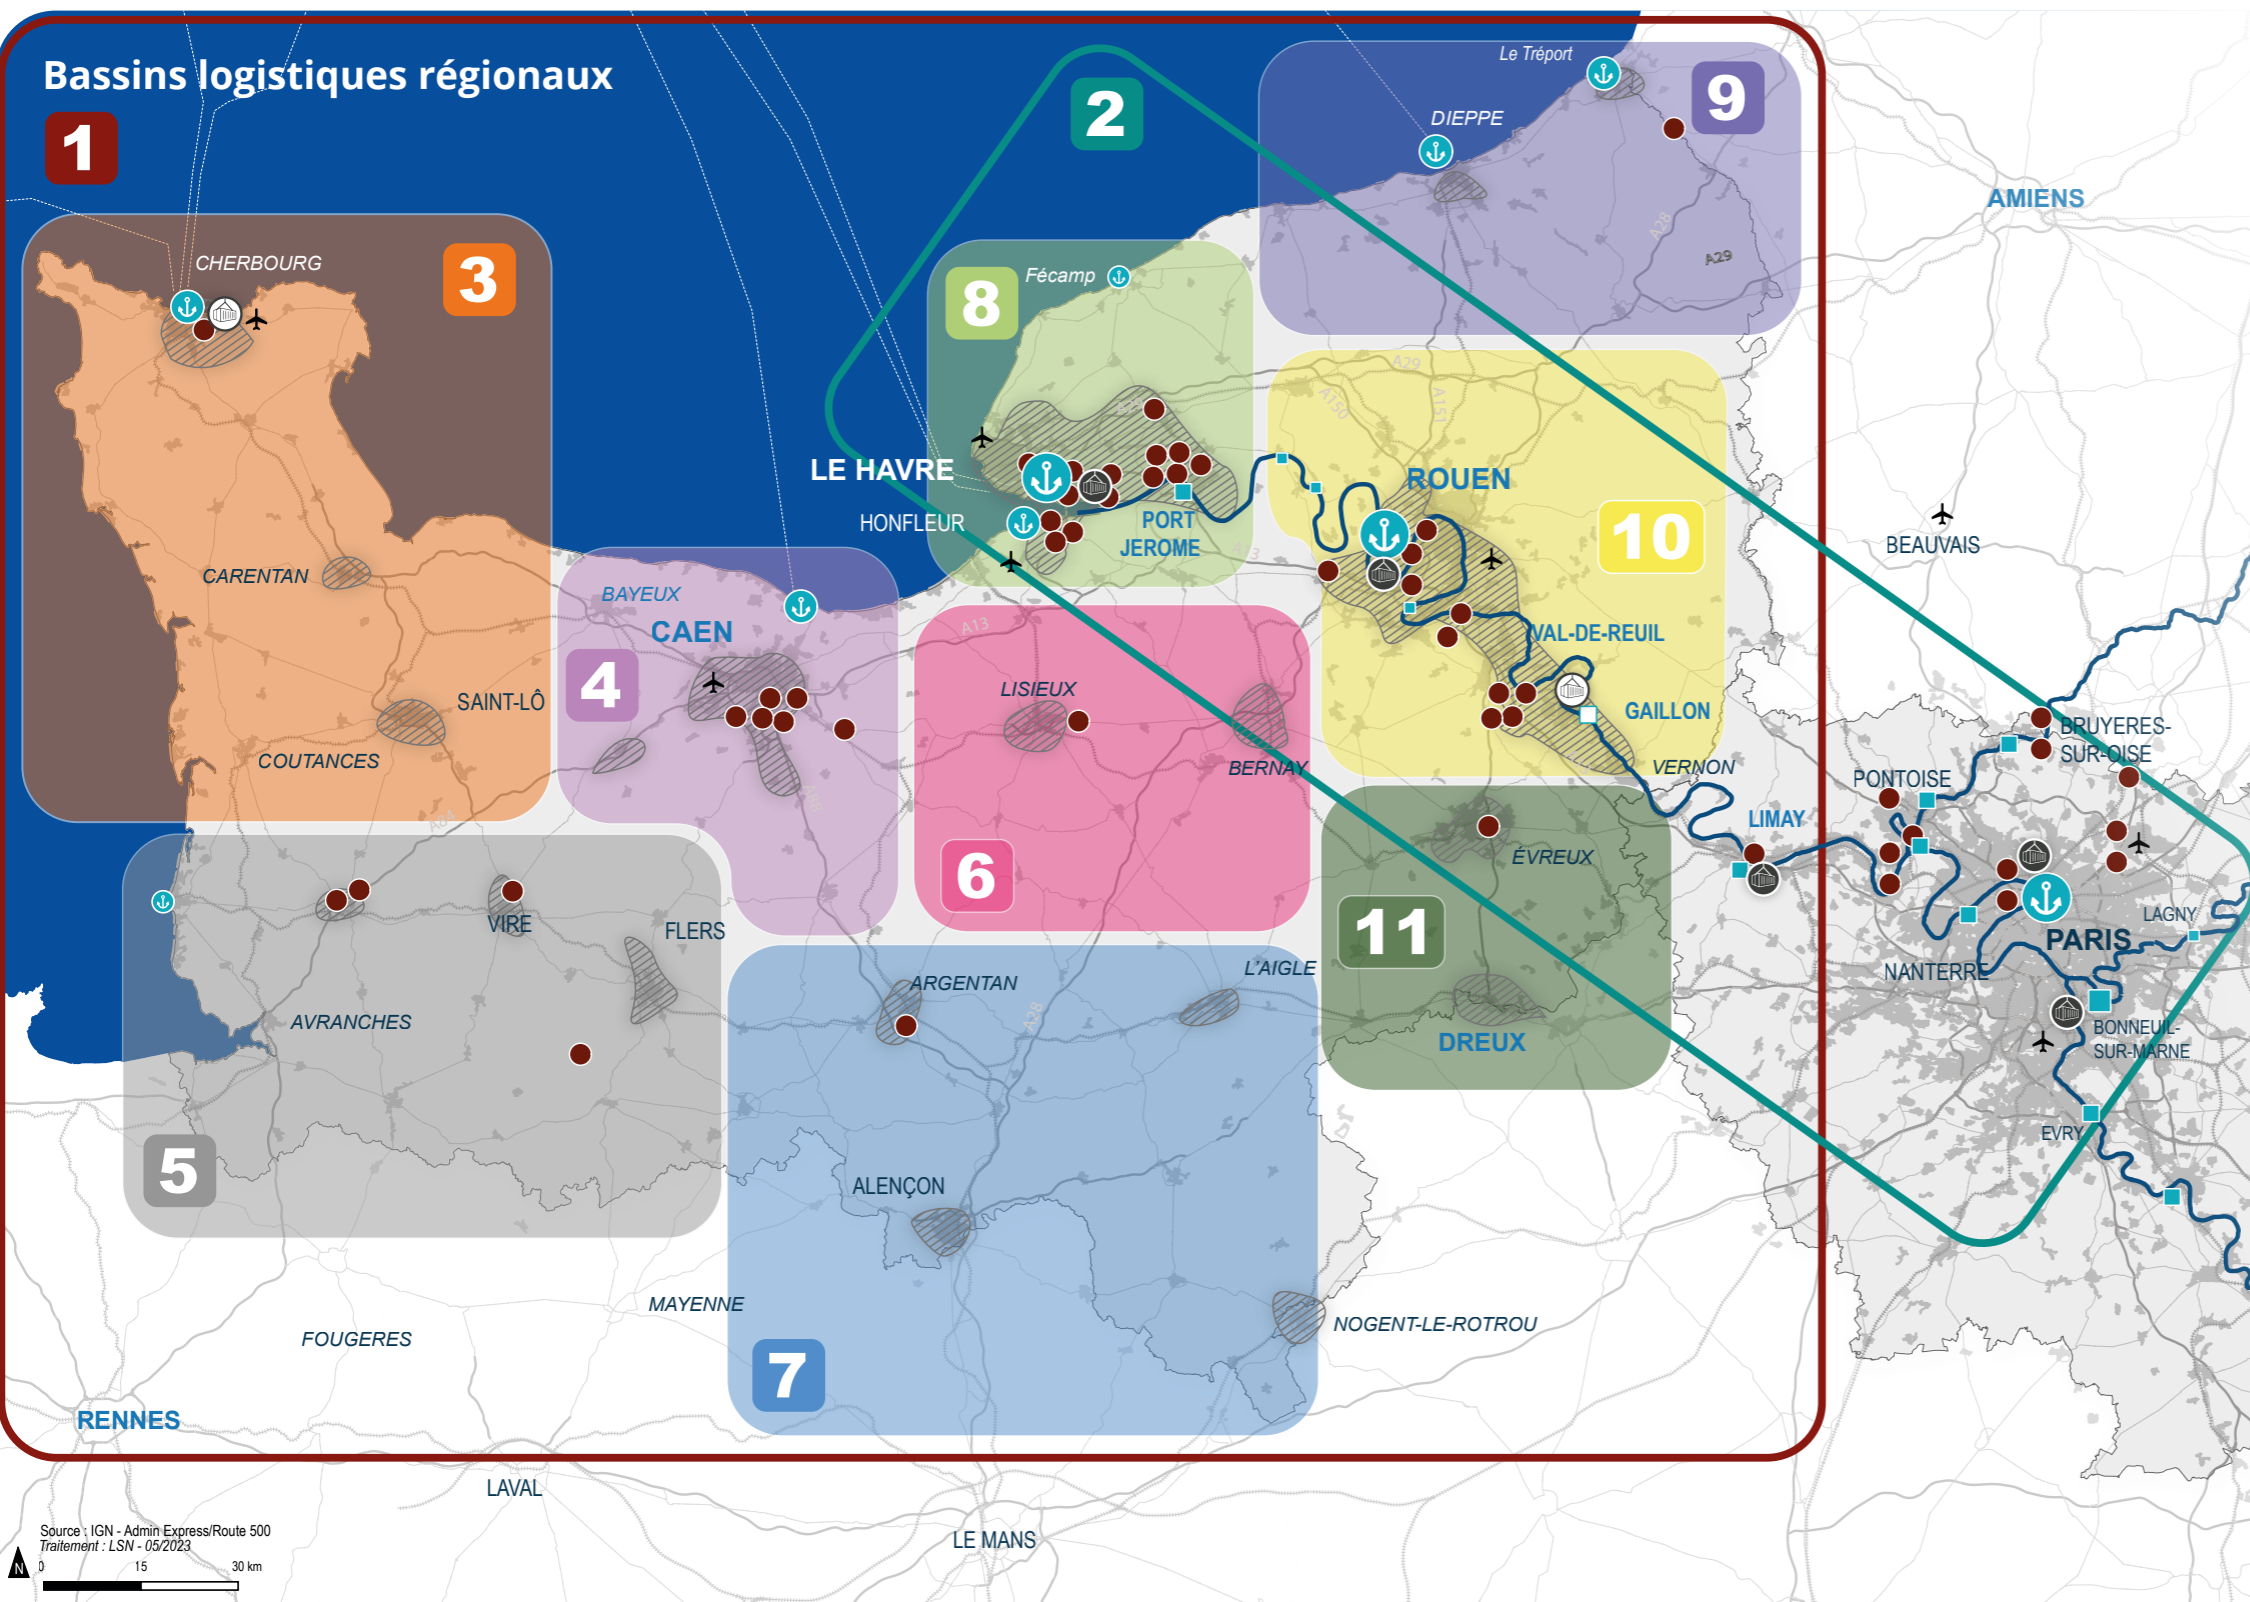 Bassins logistiques régionaux
1
2
3
4
5
6
7
8
9
10
11
Le Tréport
DIEPPE
AMIENS
A28
A29
CHERBOURG
Fécamp
A29
A150
A151
A29
LE HAVRE
HONFLEUR
PORT
JEROME
ROUEN
A13
BEAUVAIS
CARENTAN
BAYEUX
CAEN
A13
VAL-DE-REUIL
SAINT-LÔ
LISIEUX
GAILLON
COUTANCES
BERNAY
VERNON
A84
A88
BRUYERES-
SUR-OISE
PONTOISE
LIMAY
ÉVREUX
VIRE
FLERS
LAGNY
PARIS
NANTERRE
ARGENTAN
L'AIGLE
AVRANCHES
A28
DREUX
BONNEUIL-
SUR-MARNE
EVRY
ALENÇON
MAYENNE
FOUGERES
NOGENT-LE-ROTROU
RENNES
LAVAL
LE MANS
Source : IGN - Admin Express/Route 500
Traitement : LSN - 05/2023
N
0 15 30 km